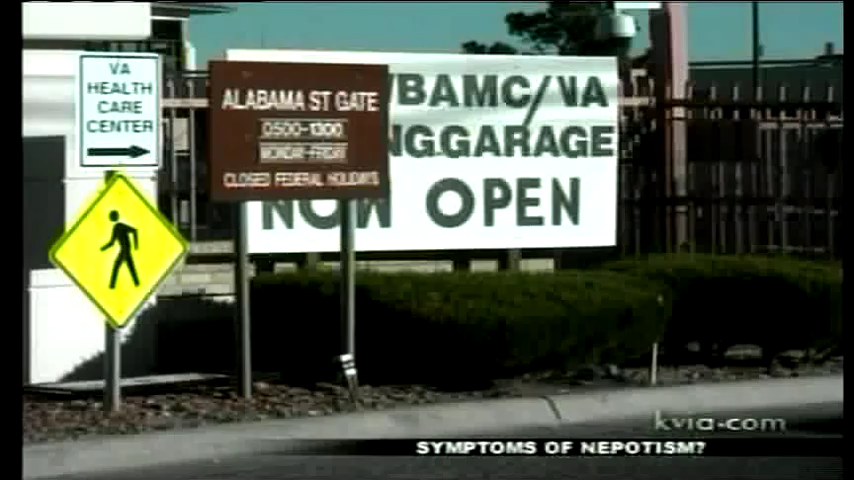 VA
HEALTH
CARE
CENTER
ALABAMA ST GATE
0500-1300
MONDAY-FRIDAY
CLOSED FEDERAL HOLIDAYS
/BAMC/VA
NGGARAGE
NOW OPEN
kvia.com
SYMPTOMS OF NEPOTISM?